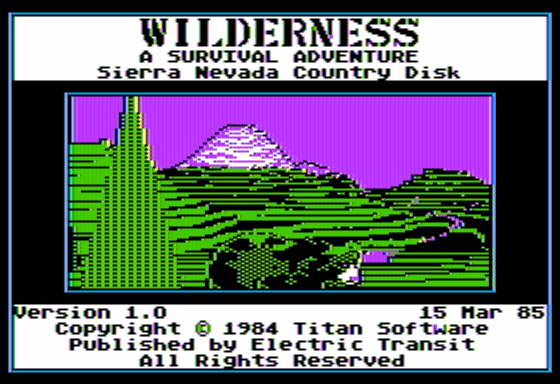 WILDERNESS
A SURVIVAL ADVENTURE
Sierra Nevada Country Disk
Version 1.0 15 Mar 85
Copyright © 1984 Titan Software
Published by Electric Transit
All Rights Reserved